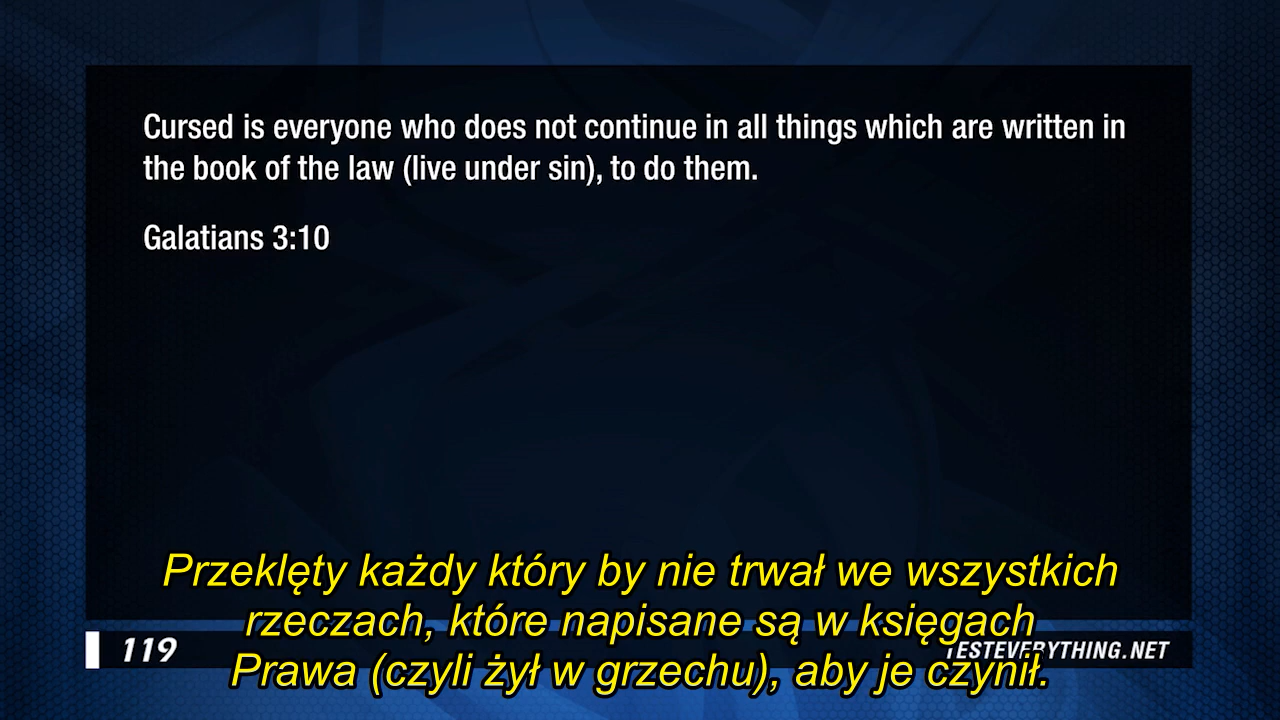 Cursed is everyone who does not continue in all things which are written in
the book of the law (live under sin), to do them.
Galatians 3:10
Przeklęty każdy który by nie trwał we wszystkich
rzeczach, które napisane są w księgach
119
TESTEVERYTHING.NET
Prawa (czyli żył w grzechu), aby je czynił.